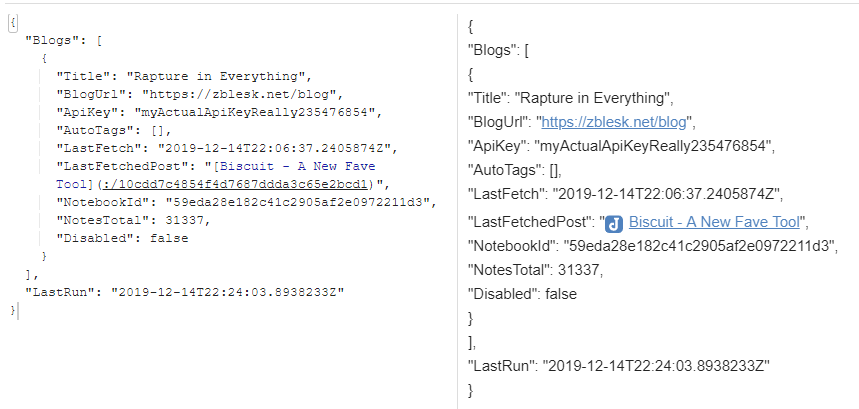 {
"Blogs": [
{
"Title": "Rapture in Everything",
"BlogUrl": "https://zblesk.net/blog",
"ApiKey": "myActualApiKeyReally235476854",
"AutoTags": [],
"LastFetch": "2019-12-14T22:06:37.2405874Z",
"LastFetchedPost": "[Biscuit - A New Fave
Tool](:/10cdd7c4854f4d7687ddda3c65e2bcd1)",
"NotebookId": "59eda28e182c41c2905af2e0972211d3",
"NotesTotal": 31337,
"Disabled": false
}
],
"LastRun": "2019-12-14T22:24:03.8938233Z"
}
{
"Blogs": [
{
"Title": "Rapture in Everything",
"BlogUrl": "https://zblesk.net/blog",
"ApiKey": "myActualApiKeyReally235476854",
"AutoTags": [],
"LastFetch": "2019-12-14T22:06:37.2405874Z",
"LastFetchedPost": "Biscuit - A New Fave Tool",
"NotebookId": "59eda28e182c41c2905af2e0972211d3",
"NotesTotal": 31337,
"Disabled": false
}
],
"LastRun": "2019-12-14T22:24:03.8938233Z"
}